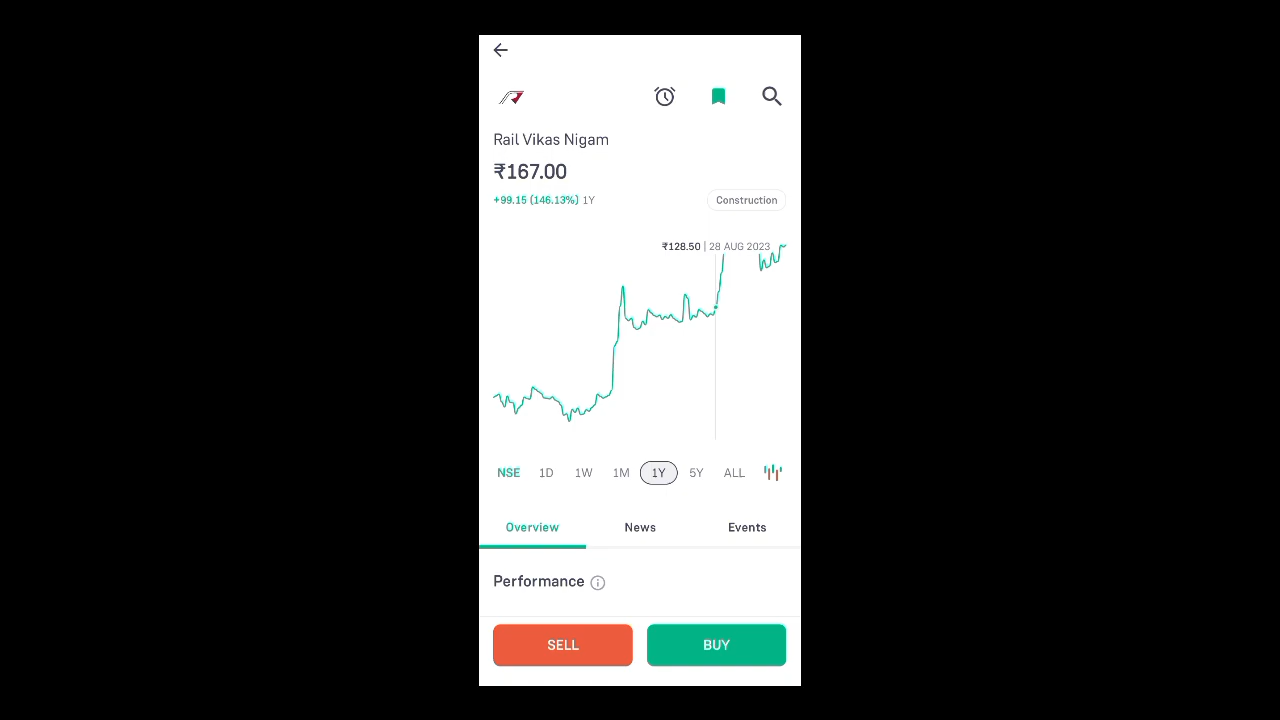 Rail Vikas Nigam
₹167.00
+99.15 (146.13%) 1Y
Construction
₹128.50 | 28 AUG 2023
NSE 1D 1W 1M 1Y 5Y ALL
Overview News Events
Performance
SELL BUY